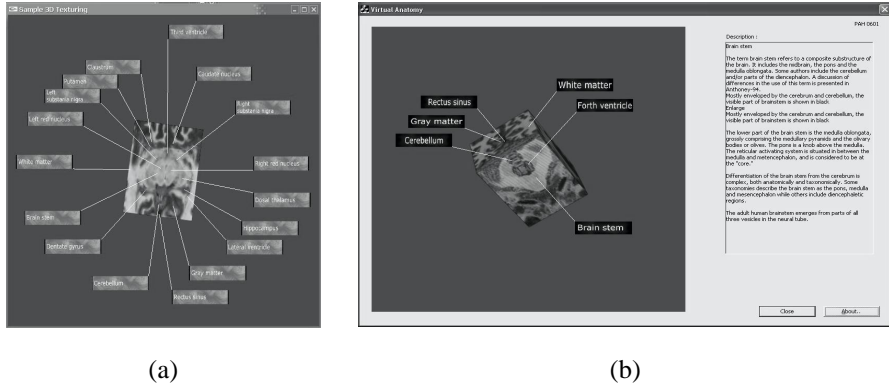 Sample 3D Texturing
Third ventricle
Claustrum
Putamum
Caudate nucleus
Left
substania nigra
Right
substania nigra
Left red nucleus
White matter
Right red nucleus
Dorsal thalamus
Brain stem
Hippocampus
Dentate gyrus
Lateral ventricle
Gray matter
Cerebellum
Rectus sinus
(a)
Virtual Anatomy
PAH 0601
Description :
White matter
Rectus sinus
Forth ventricle
Gray matter
Cerebellum
Brain stem
Brain stem
The term brain stem refers to a composite substructure of
the brain. It includes the midbrain, the pons and the
medulla oblongata. Some authors include the cerebellum
and/or parts of the diencephalon. A discussion of
differences in the use of this term is presented in
Anthoney-94.
Mostly enveloped by the cerebrum and cerebellum, the
visible part of brainstem is shown in black
Enlarge
Mostly enveloped by the cerebrum and cerebellum, the
visible part of brainstem is shown in black
The lower part of the brain stem is the medulla oblongata,
grossly comprising the medullary pyramids and the olivary
bodies or olives. The pons is a knob above the medulla.
The reticular activating system is situated in between the
medulla and metencephalon, and is considered to be at
the "core."
Differentiation of the brain stem from the cerebrum is
complex, both anatomically and taxonomically. Some
taxonomies describe the brain stem as the pons, medulla
and mesencephalon while others include diencephaletic
regions.
The adult human brainstem emerges from parts of all
three vesicles in the neural tube.
Close
About..
(b)